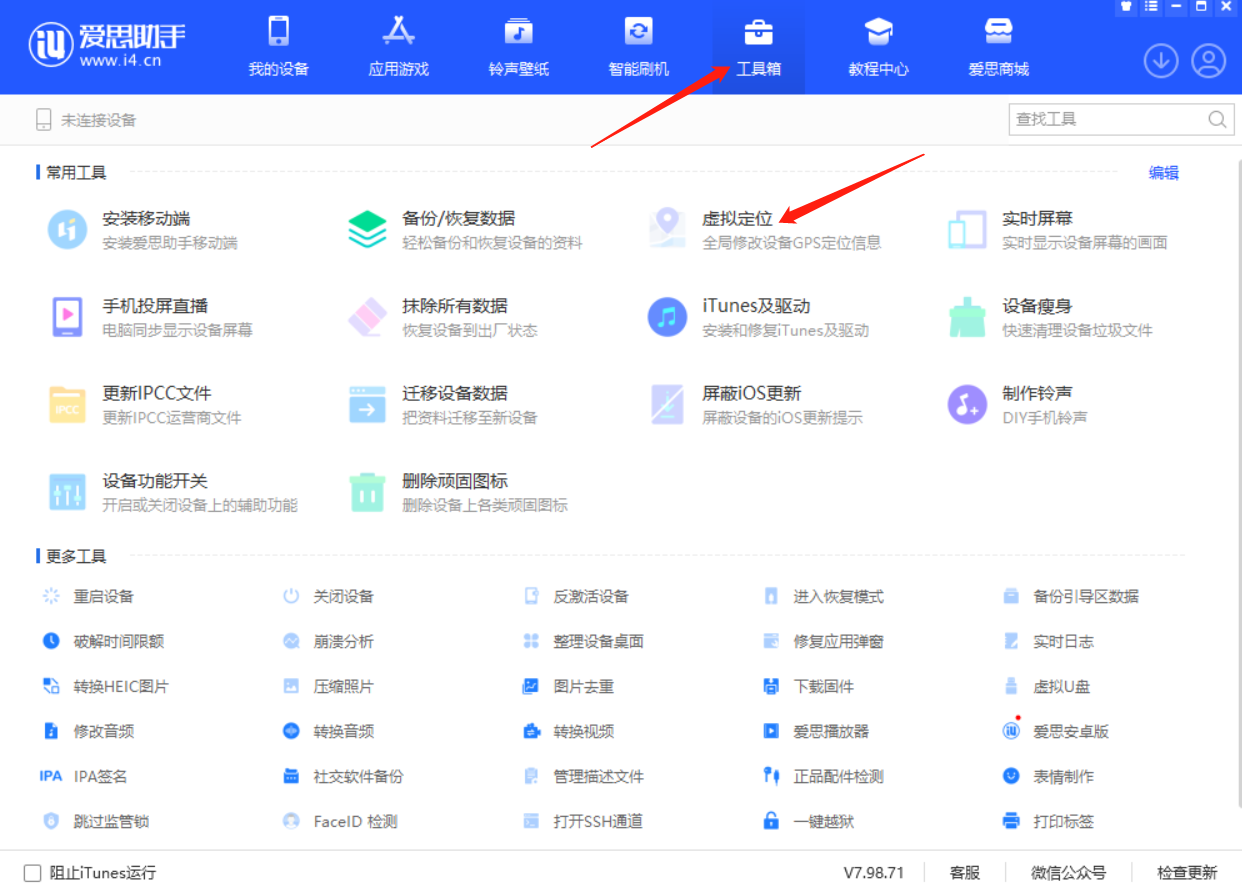 爱思助手
www.i4.cn
我的设备 应用游戏 铃声壁纸 智能刷机 工具箱 教程中心 爱思商城
未连接设备 查找工具
常用工具 编辑
安装移动端 备份/恢复数据 虚拟定位 实时屏幕
安装爱思助手移动端 轻松备份和恢复设备的资料 全局修改设备GPS定位信息 实时显示设备屏幕的画面
手机投屏直播 抹除所有数据 iTunes及驱动 设备瘦身
电脑同步显示设备屏幕 恢复设备到出厂状态 安装和修复iTunes及驱动 快速清理设备垃圾文件
更新IPCC文件 迁移设备数据 屏蔽iOS更新 制作铃声
IPCC 更新IPCC运营商文件 把资料迁移至新设备 屏蔽设备的iOS更新提示 DIY手机铃声
设备功能开关 删除顽固图标
开启或关闭设备上的辅助功能 删除设备上各类顽固图标
更多工具
重启设备 关闭设备 反激活设备 进入恢复模式 备份引导区数据
破解时间限额 崩溃分析 整理设备桌面 修复应用弹窗 实时日志
转换HEIC图片 压缩照片 图片去重 下载固件 虚拟U盘
修改音频 转换音频 转换视频 爱思播放器 爱思安卓版
IPA IPA签名 社交软件备份 管理描述文件 正品配件检测 表情制作
跳过监管锁 FaceID 检测 打开SSH通道 一键越狱 打印标签
阻止iTunes运行 V7.98.71 客服 微信公众号 检查更新